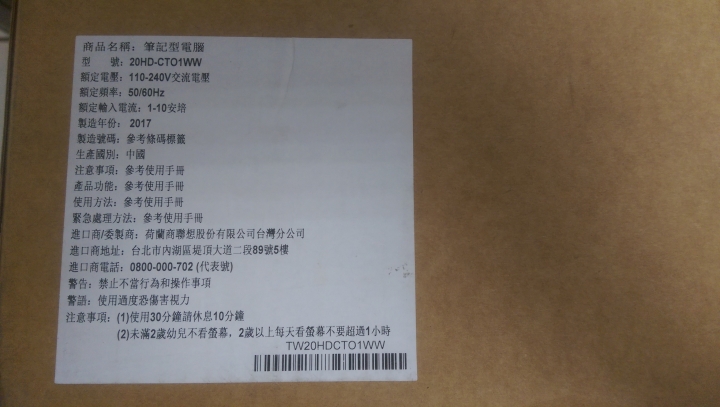 商品名稱：筆記型電腦
型　　號：20HD-CTO1WW
額定電壓：110-240V交流電壓
額定頻率：50/60Hz
額定輸入電流：1-10安培
製造年份：2017
製造號碼：參考條碼標籤
生產國別：中國
注意事項：參考使用手冊
產品功能：參考使用手冊
使用方法：參考使用手冊
緊急處理方法：參考使用手冊
進口商/委製商：荷蘭商聯想股份有限公司台灣分公司
進口商地址：台北市內湖區堤頂大道二段89號5樓
進口商電話：0800-000-702 (代表號)
警告：禁止不當行為和操作事項
警語：使用過度恐傷害視力
注意事項：(1)使用30分鐘請休息10分鐘
(2)未滿2歲幼兒不看螢幕，2歲以上每天看螢幕不要超過1小時
TW20HDCTO1WW